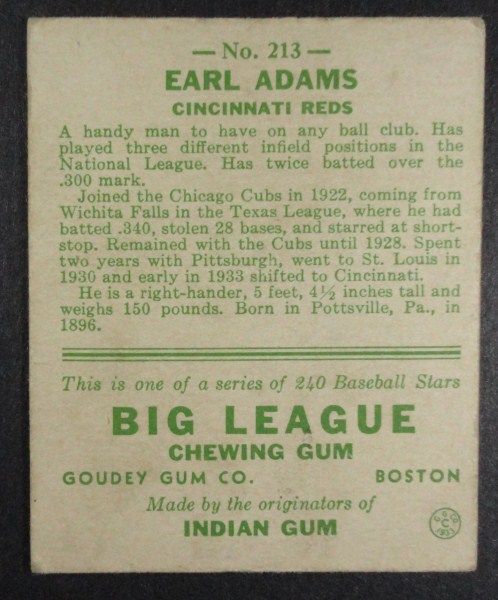 — No. 213 —
EARL ADAMS
CINCINNATI REDS
A handy man to have on any ball club. Has
played three different infield positions in the
National League. Has twice batted over the
.300 mark.
Joined the Chicago Cubs in 1922, coming from
Wichita Falls in the Texas League, where he had
batted .340, stolen 28 bases, and starred at short-
stop. Remained with the Cubs until 1928. Spent
two years with Pittsburgh, went to St. Louis in
1930 and early in 1933 shifted to Cincinnati.
He is a right-hander, 5 feet, 4½ inches tall and
weighs 150 pounds. Born in Pottsville, Pa., in
1896.
This is one of a series of 240 Baseball Stars
BIG LEAGUE
CHEWING GUM
GOUDEY GUM CO. BOSTON
Made by the originators of
INDIAN GUM